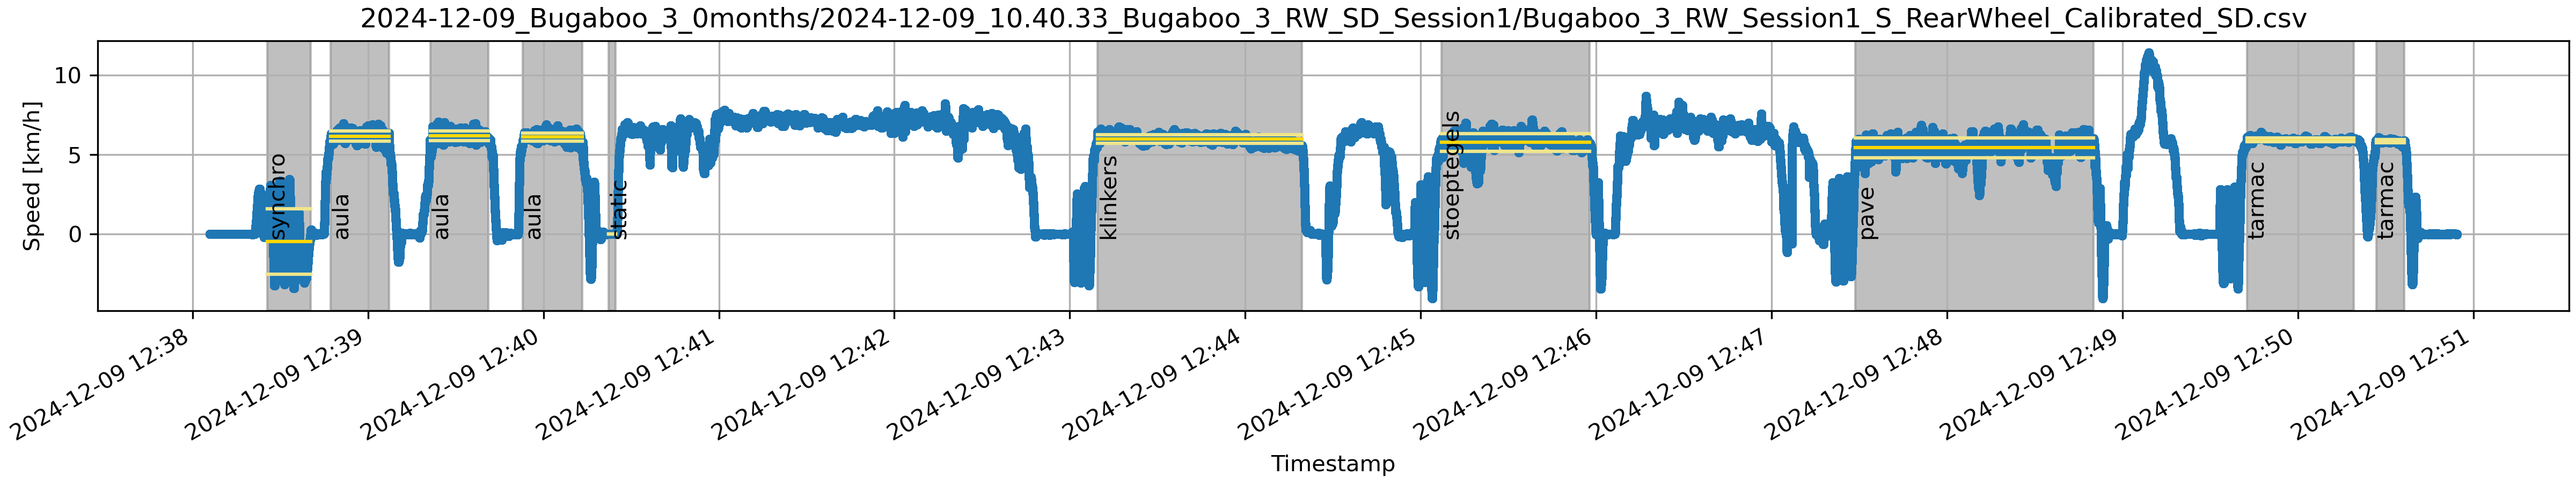 2024-12-09_Bugaboo_3_0months/2024-12-09_10.40.33_Bugaboo_3_RW_SD_Session1/Bugaboo_3_RW_Session1_S_RearWheel_Calibrated_SD.csv
Speed [km/h]
10
5
0
synchro
aula
aula
aula
static
klinkers
stoeptegels
pave
tarmac
tarmac
2024-12-09 12:38
2024-12-09 12:39
2024-12-09 12:40
2024-12-09 12:41
2024-12-09 12:42
2024-12-09 12:43
2024-12-09 12:44
2024-12-09 12:45
2024-12-09 12:46
2024-12-09 12:47
2024-12-09 12:48
2024-12-09 12:49
2024-12-09 12:50
2024-12-09 12:51
Timestamp